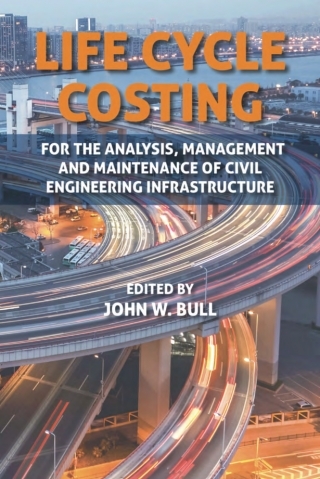 LIFE CYCLE
COSTING
FOR THE ANALYSIS, MANAGEMENT
AND MAINTENANCE OF CIVIL
ENGINEERING INFRASTRUCTURE
EDITED BY
JOHN W. BULL